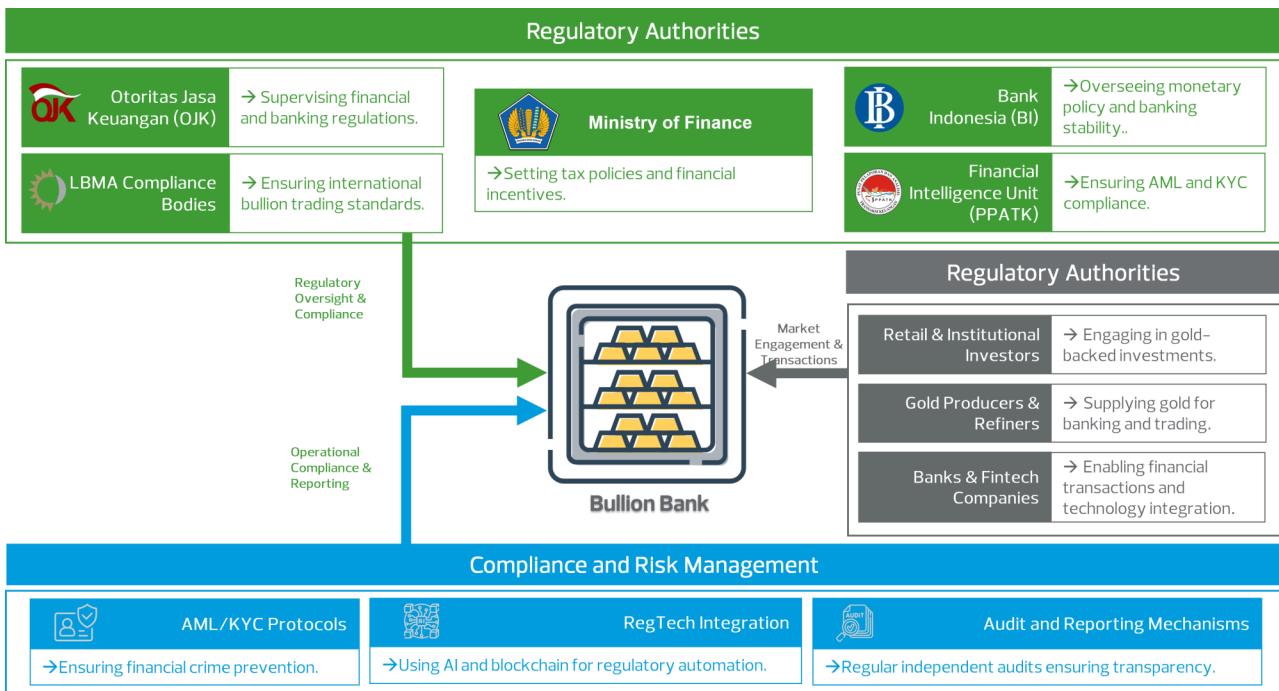 Regulatory Authorities
Otoritas Jasa
Keuangan (OJK)
→ Supervising financial
and banking regulations.
LBMA Compliance
Bodies
→ Ensuring international
bullion trading standards.
Ministry of Finance
→Setting tax policies and financial
incentives.
Bank
Indonesia (BI)
→Overseeing monetary
policy and banking
stability..
Financial
Intelligence Unit
(PPATK)
→Ensuring AML and KYC
compliance.
Regulatory
Oversight &
Compliance
Operational
Compliance &
Reporting
Bullion Bank
Market
Engagement &
Transactions
Regulatory Authorities
Retail & Institutional
Investors
→ Engaging in gold-
backed investments.
Gold Producers &
Refiners
→ Supplying gold for
banking and trading.
Banks & Fintech
Companies
→ Enabling financial
transactions and
technology integration.
Compliance and Risk Management
AML/KYC Protocols
→Ensuring financial crime prevention.
RegTech Integration
→Using AI and blockchain for regulatory automation.
AUDIT
Audit and Reporting Mechanisms
→Regular independent audits ensuring transparency.